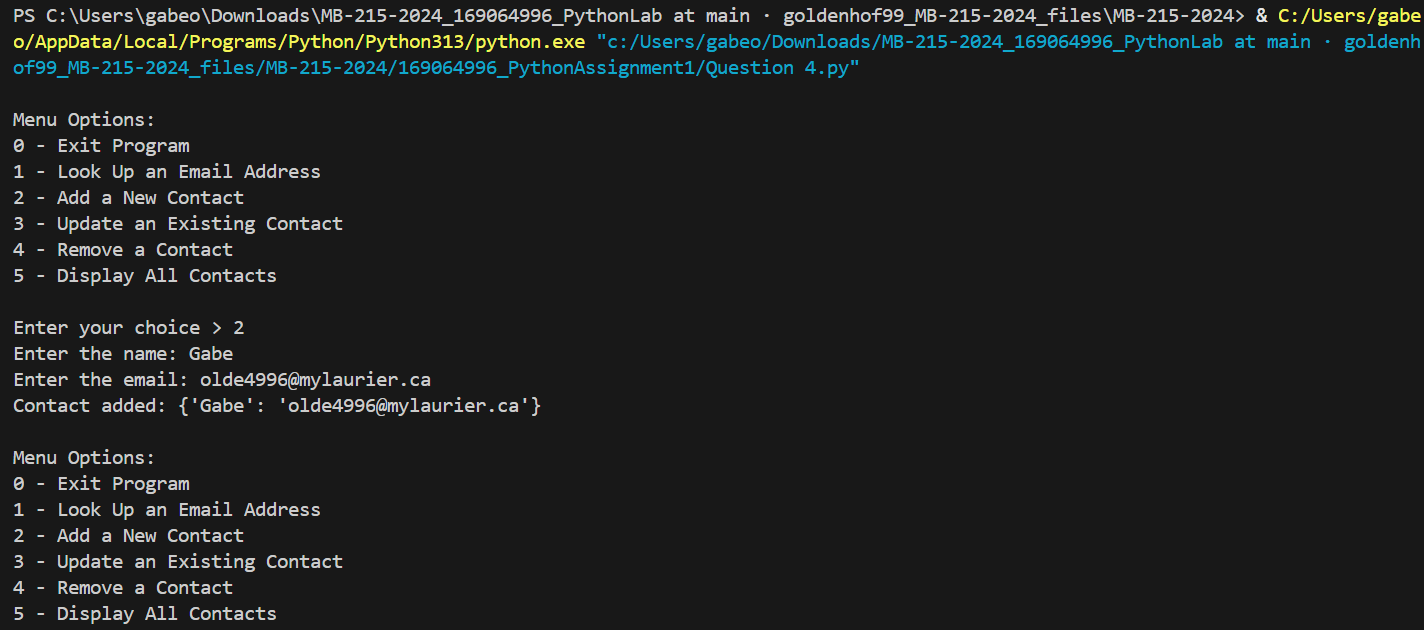 PS C:\Users\gabeo\Downloads\MB-215-2024_169064996_PythonLab at main · goldenhof99_MB-215-2024_files\MB-215-2024> & C:/Users/gabe
o/AppData/Local/Programs/Python/Python313/python.exe "c:/Users/gabeo/Downloads/MB-215-2024_169064996_PythonLab at main · goldenh
of99_MB-215-2024_files/MB-215-2024/169064996_PythonAssignment1/Question 4.py"
Menu Options:
0 - Exit Program
1 - Look Up an Email Address
2 - Add a New Contact
3 - Update an Existing Contact
4 - Remove a Contact
5 - Display All Contacts
Enter your choice > 2
Enter the name: Gabe
Enter the email: olde4996@mylaurier.ca
Contact added: {'Gabe': 'olde4996@mylaurier.ca'}
Menu Options:
0 - Exit Program
1 - Look Up an Email Address
2 - Add a New Contact
3 - Update an Existing Contact
4 - Remove a Contact
5 - Display All Contacts